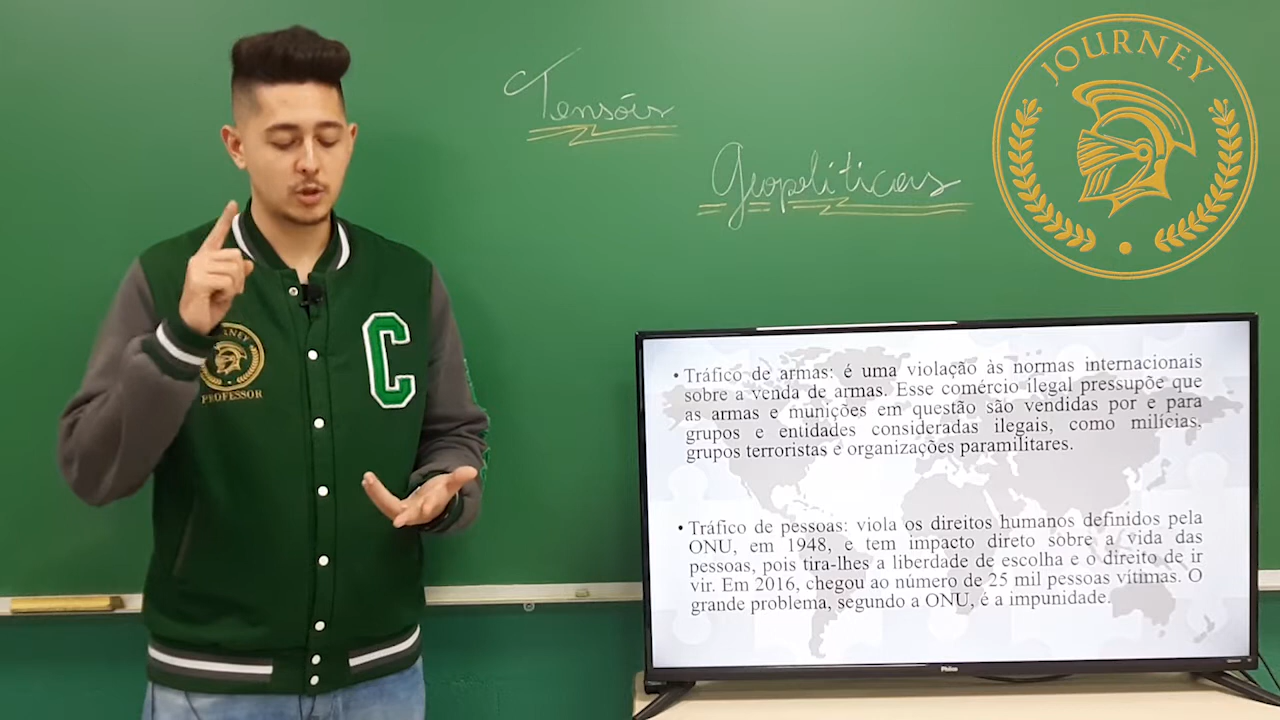 Tensóis
Geopolíticas
JOURNEY
PROFESSOR
C
• Tráfico de armas: é uma violação às normas internacionais
sobre a venda de armas. Esse comércio ilegal pressupõe que
as armas e munições em questão são vendidas por e para
grupos e entidades consideradas ilegais, como milícias,
grupos terroristas e organizações paramilitares.
• Tráfico de pessoas: viola os direitos humanos definidos pela
ONU, em 1948, e tem impacto direto sobre a vida das
pessoas, pois tira-lhes a liberdade de escolha e o direito de ir
vir. Em 2016, chegou ao número de 25 mil pessoas vítimas. O
grande problema, segundo a ONU, é a impunidade.
Philco